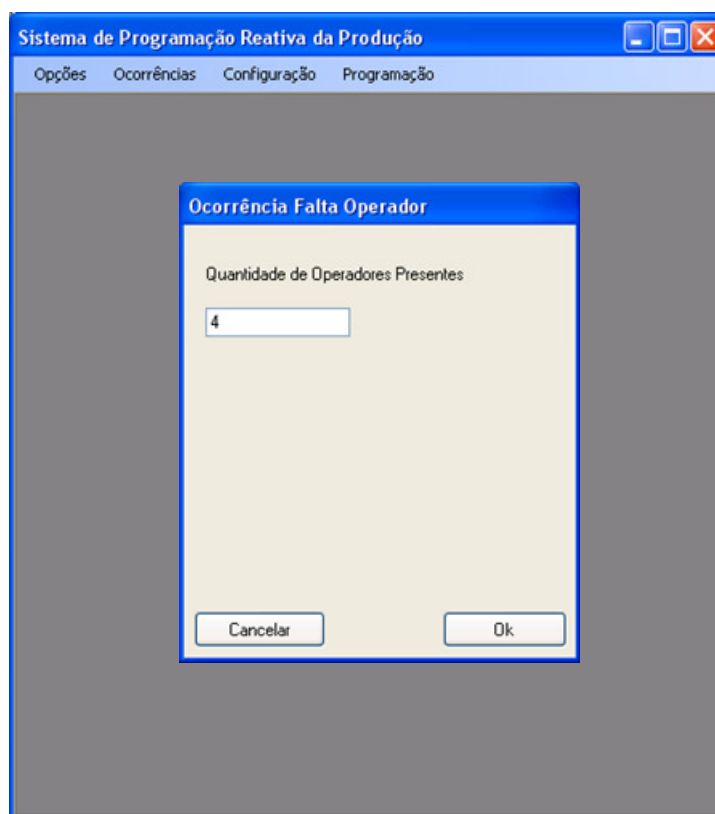 Sistema de Programação Reativa da Produção
Opções Ocorrências Configuração Programação
Ocorrência Falta Operador
Quantidade de Operadores Presentes
4
Cancelar Ok